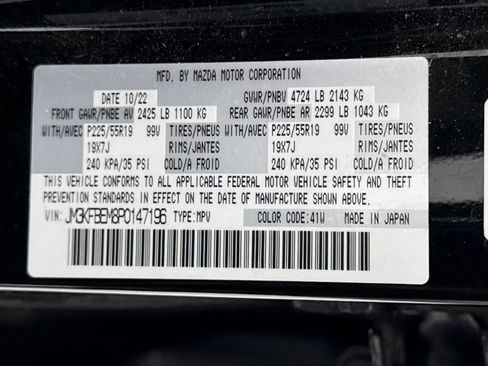 MFD. BY MAZDA MOTOR CORPORATION
DATE 10/22 GVWR/PNBV 4724 LB 2143 KG
FRONT GAWR/PNBE AV 2425 LB 1100 KG REAR GAWR/PNBE AR 2299 LB 1043 KG
WITH/AVEC P225/55R19 99V TIRES/PNEUS WITH/AVEC P225/55R19 99V TIRES/PNEUS
19X7J RIMS/JANTES 19X7J RIMS/JANTES
240 KPA/35 PSI COLD/A FROID 240 KPA/35 PSI COLD/A FROID
THIS VEHICLE CONFORMS TO ALL APPLICABLE FEDERAL MOTOR VEHICLE SAFETY AND THEFT
PREVENTION STANDARDS IN EFFECT ON THE DATE OF MANUFACTURE SHOWN ABOVE.
VIN: JM3KFBEM8P0147196 TYPE:MPV COLOR CODE:41W MADE IN JAPAN